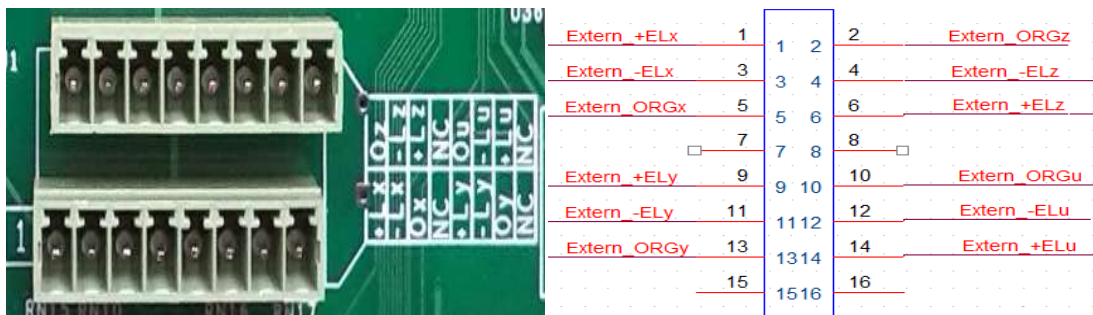 Oz -Lz +Lz NC Ou -Lu +Lu NC
+Lx -Lx Ox NC +Ly -Ly Oy NC
1
Extern_+ELx 1 1 2 2 Extern_ORGz
Extern_-ELx 3 3 4 4 Extern_-ELz
Extern_ORGx 5 5 6 6 Extern_+ELz
7 7 8 8
Extern_+ELy 9 9 10 10 Extern_ORGu
Extern_-ELy 11 11 12 12 Extern_-ELu
Extern_ORGy 13 13 14 14 Extern_+ELu
15 15 16 16